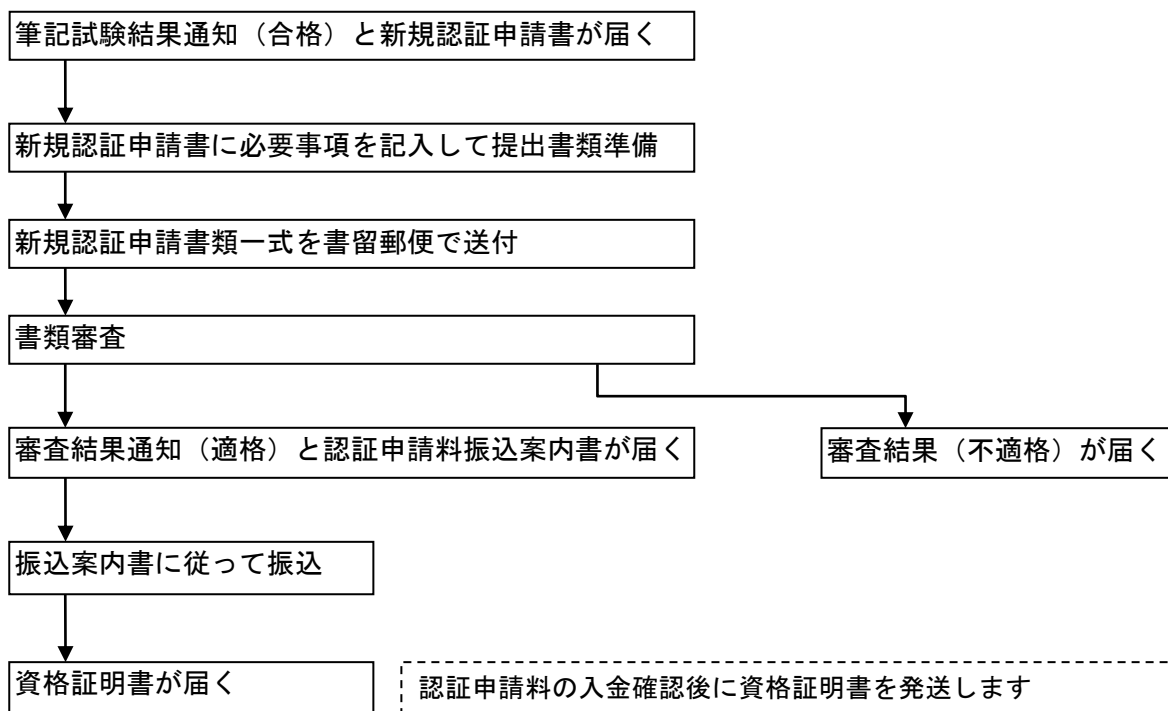 筆記試験結果通知（合格）と新規認証申請書が届く
新規認証申請書に必要事項を記入して提出書類準備
新規認証申請書類一式を書留郵便で送付
書類審査
審査結果通知（適格）と認証申請料振込案内書が届く
審査結果（不適格）が届く
振込案内書に従って振込
資格証明書が届く
認証申請料の入金確認後に資格証明書を発送します